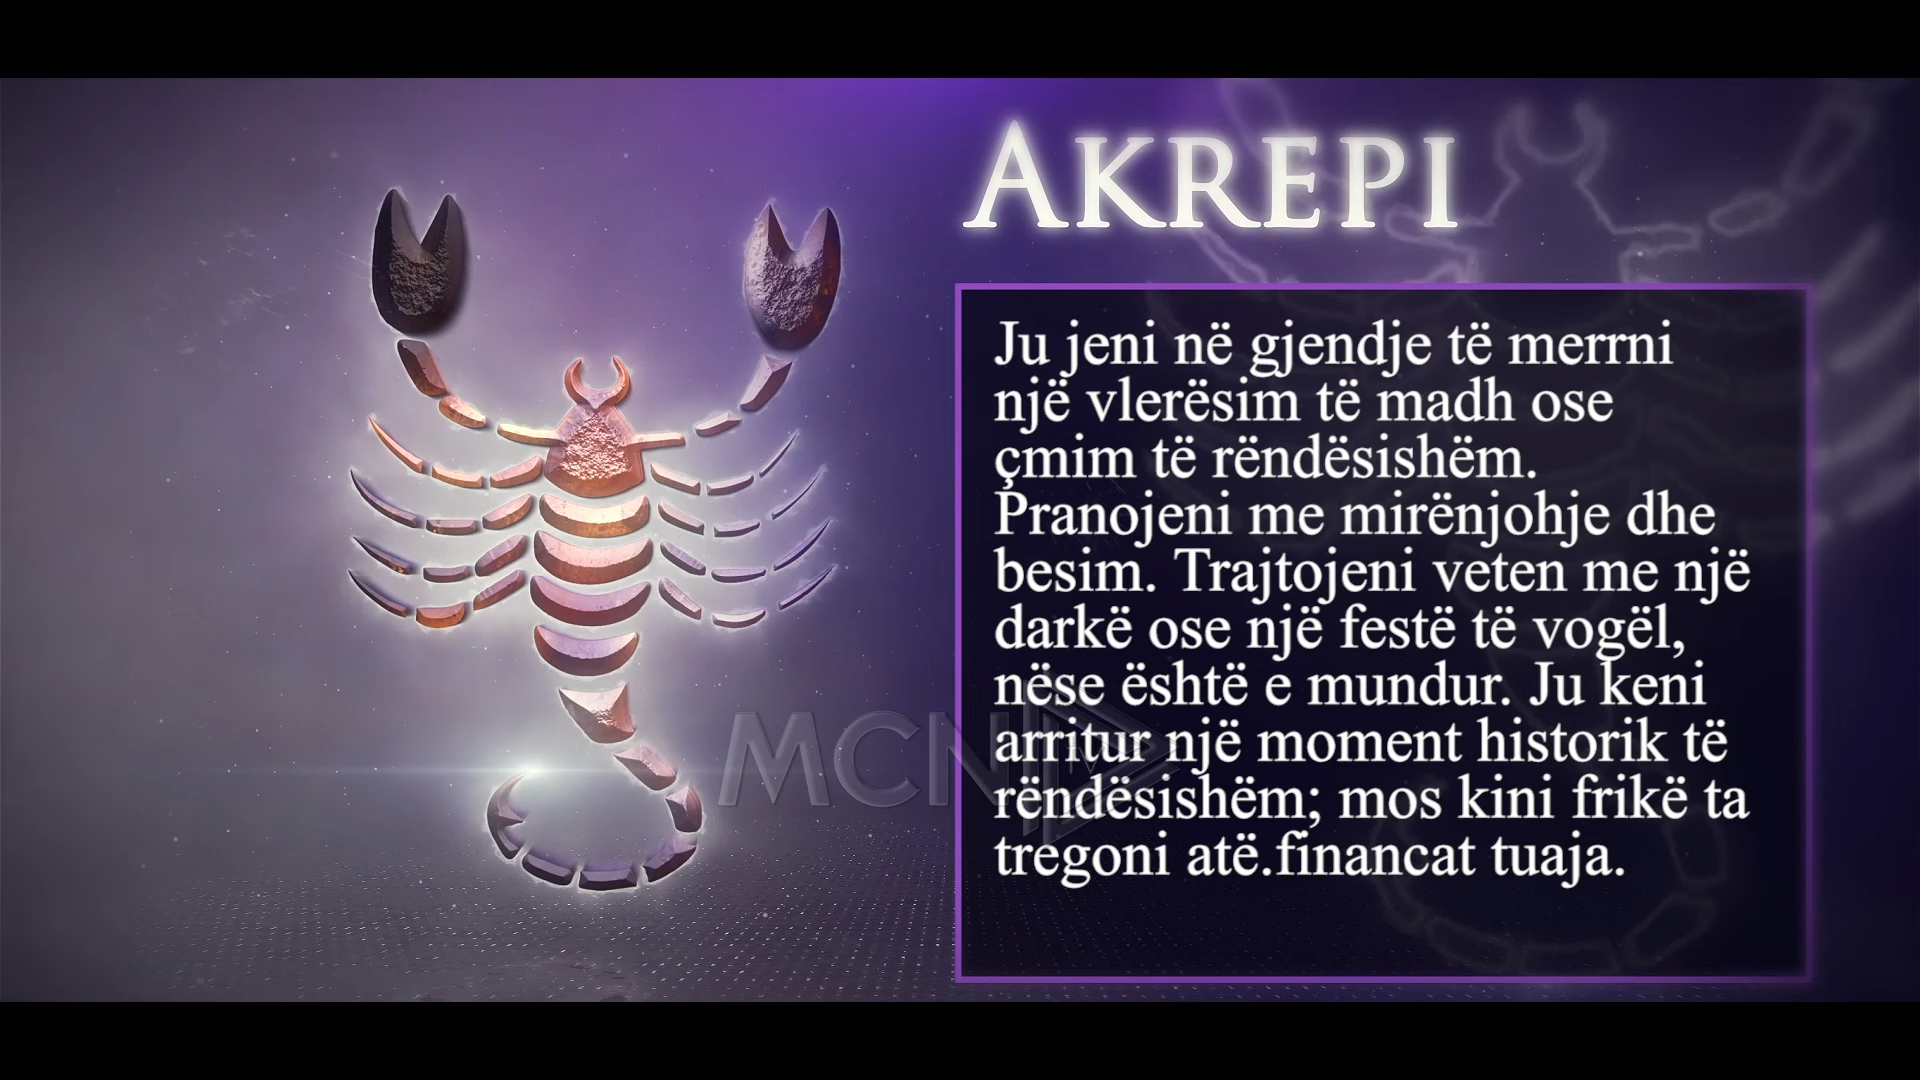 AKREPI
Ju jeni në gjendje të merrni
një vlerësim të madh ose
çmim të rëndësishëm.
Pranojeni me mirënjohje dhe
besim. Trajtojeni veten me një
darkë ose një festë të vogël,
nëse është e mundur. Ju keni
arritur një moment historik të
rëndësishëm; mos kini frikë ta
tregoni atë.financat tuaja.
MCN